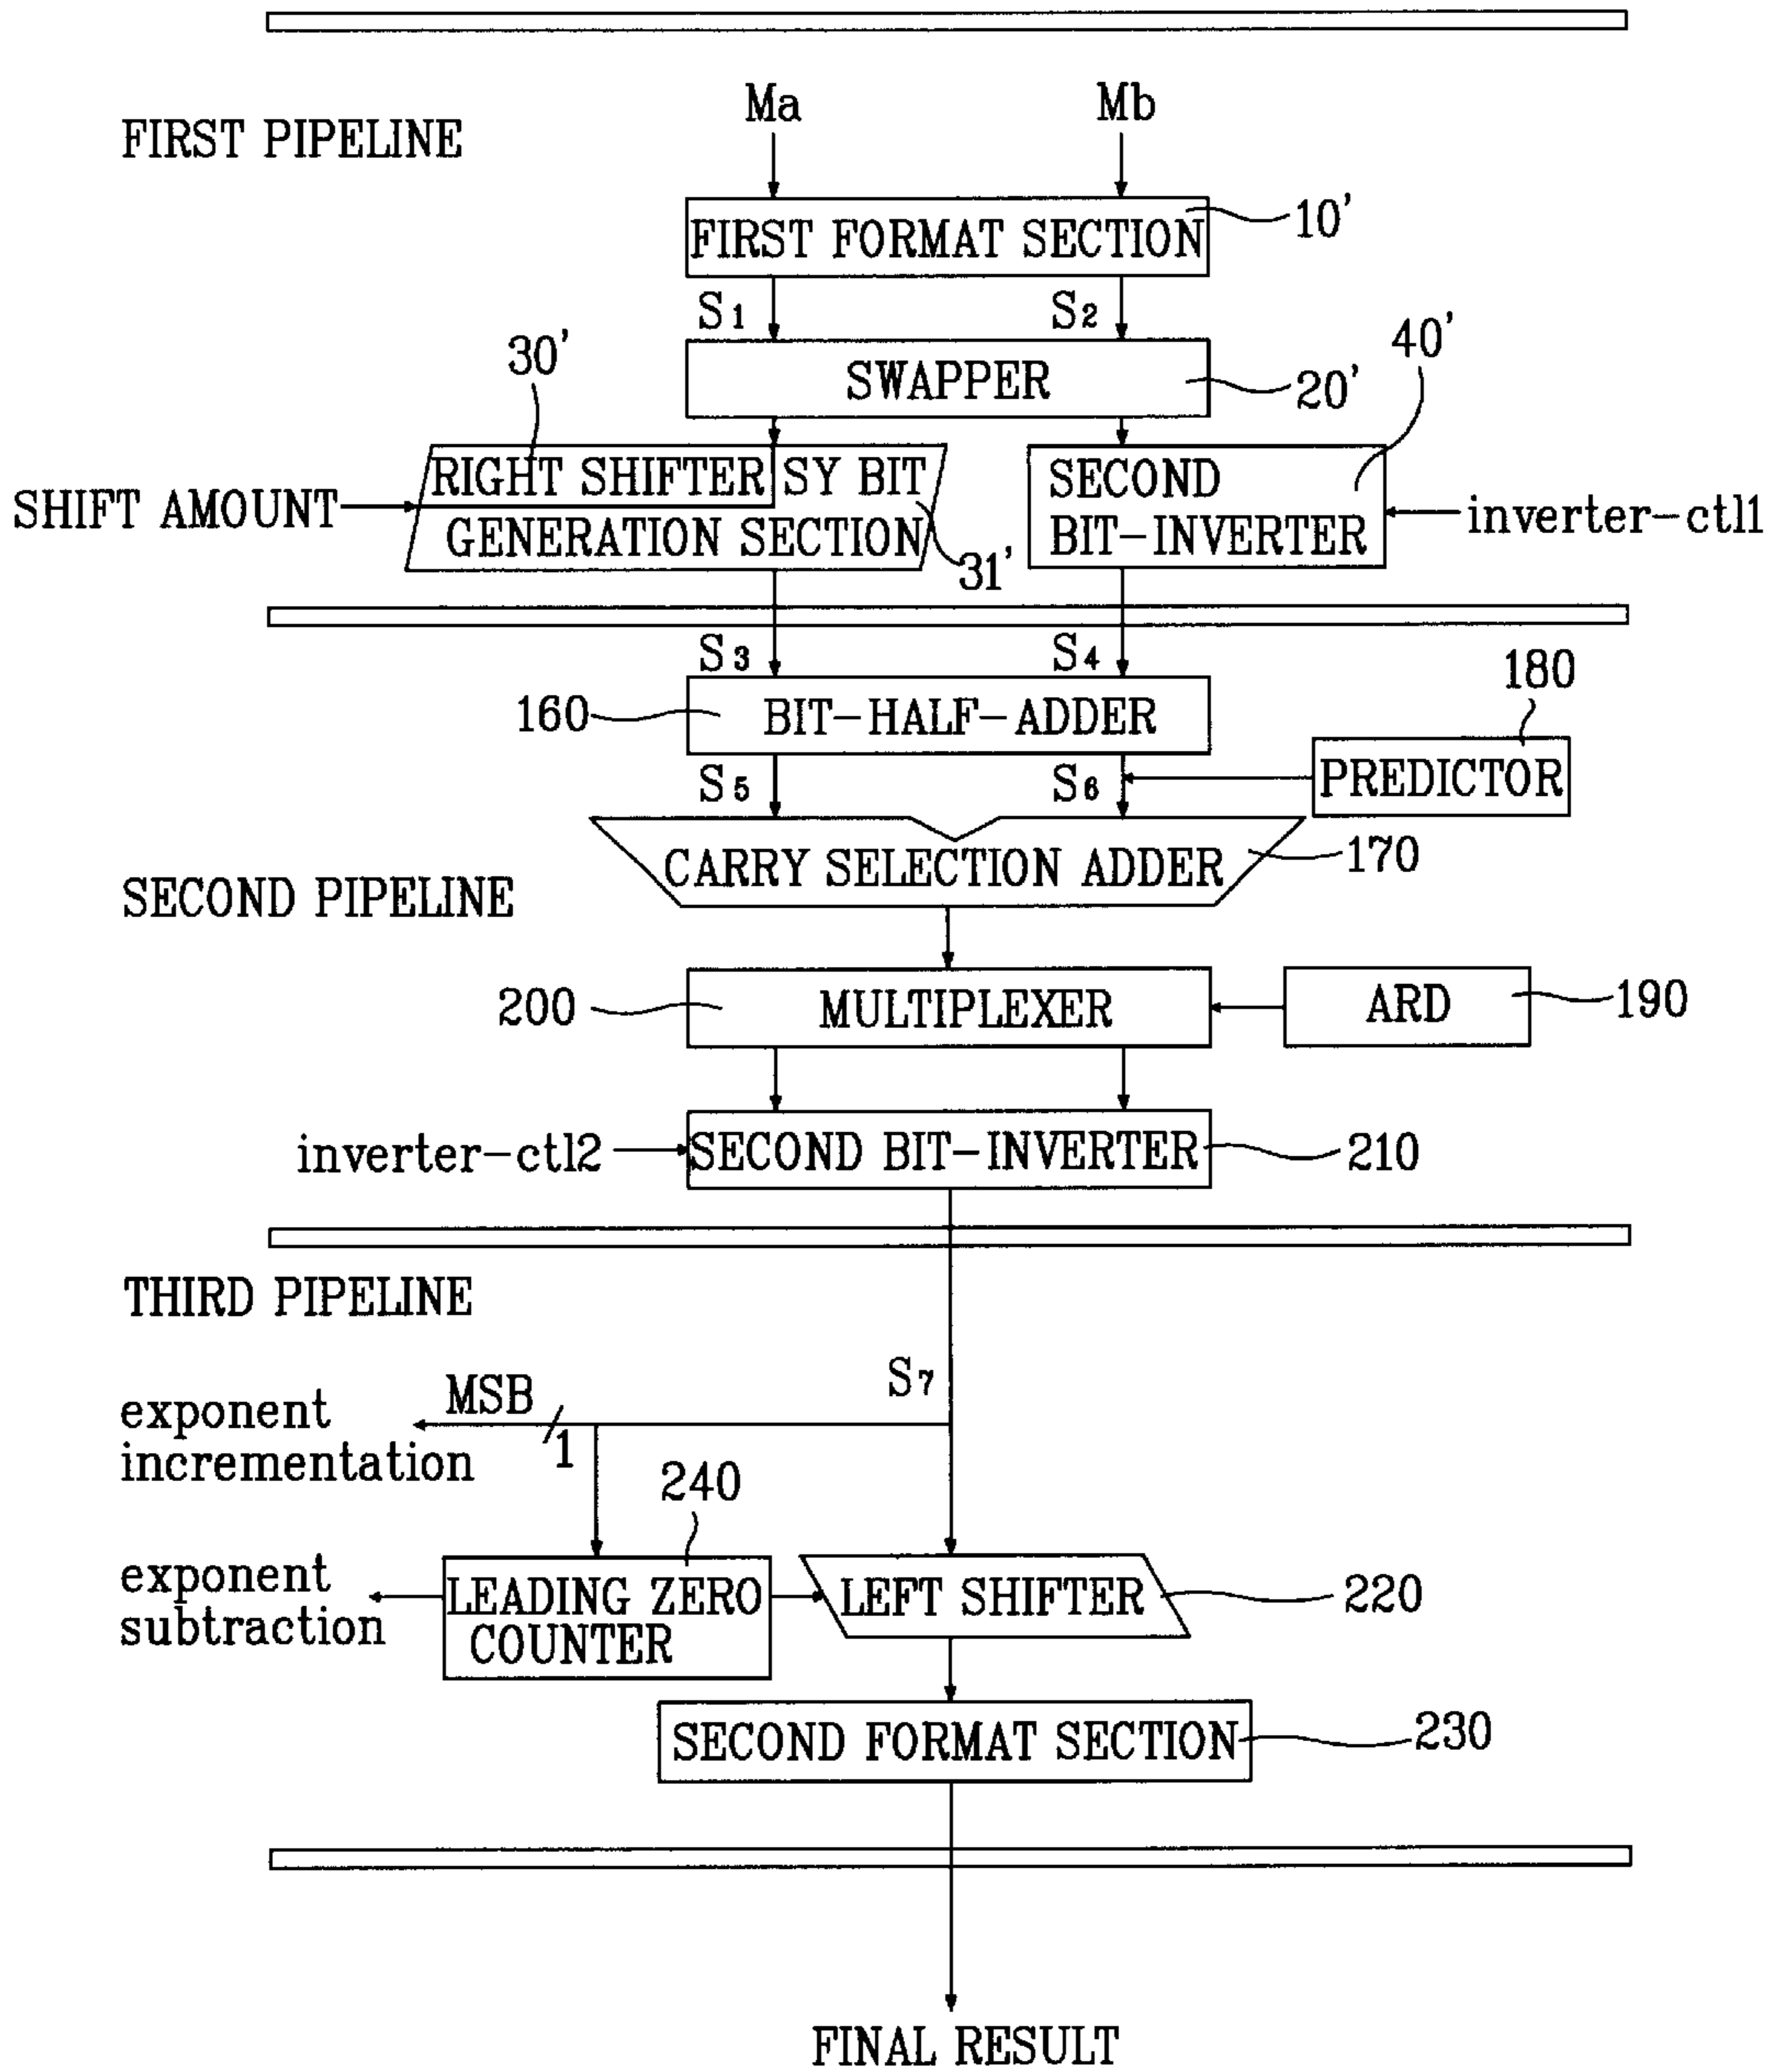 Ma
Mb
FIRST PIPELINE
FIRST FORMAT SECTION
10'
S1
S2
30'
40'
SWAPPER
20'
RIGHT SHIFTER
SY BIT
GENERATION SECTION
31'
SHIFT AMOUNT
SECOND
BIT-INVERTER
inverter-ctl1
S3
S4
180
160
BIT-HALF-ADDER
PREDICTOR
S5
S6
CARRY SELECTION ADDER
170
SECOND PIPELINE
200
MULTIPLEXER
ARD
190
inverter-ctl2
SECOND BIT-INVERTER
210
THIRD PIPELINE
S7
MSB
1
exponent
incrementation
240
exponent
subtraction
LEADING ZERO
COUNTER
LEFT SHIFTER
220
SECOND FORMAT SECTION
230
FINAL RESULT